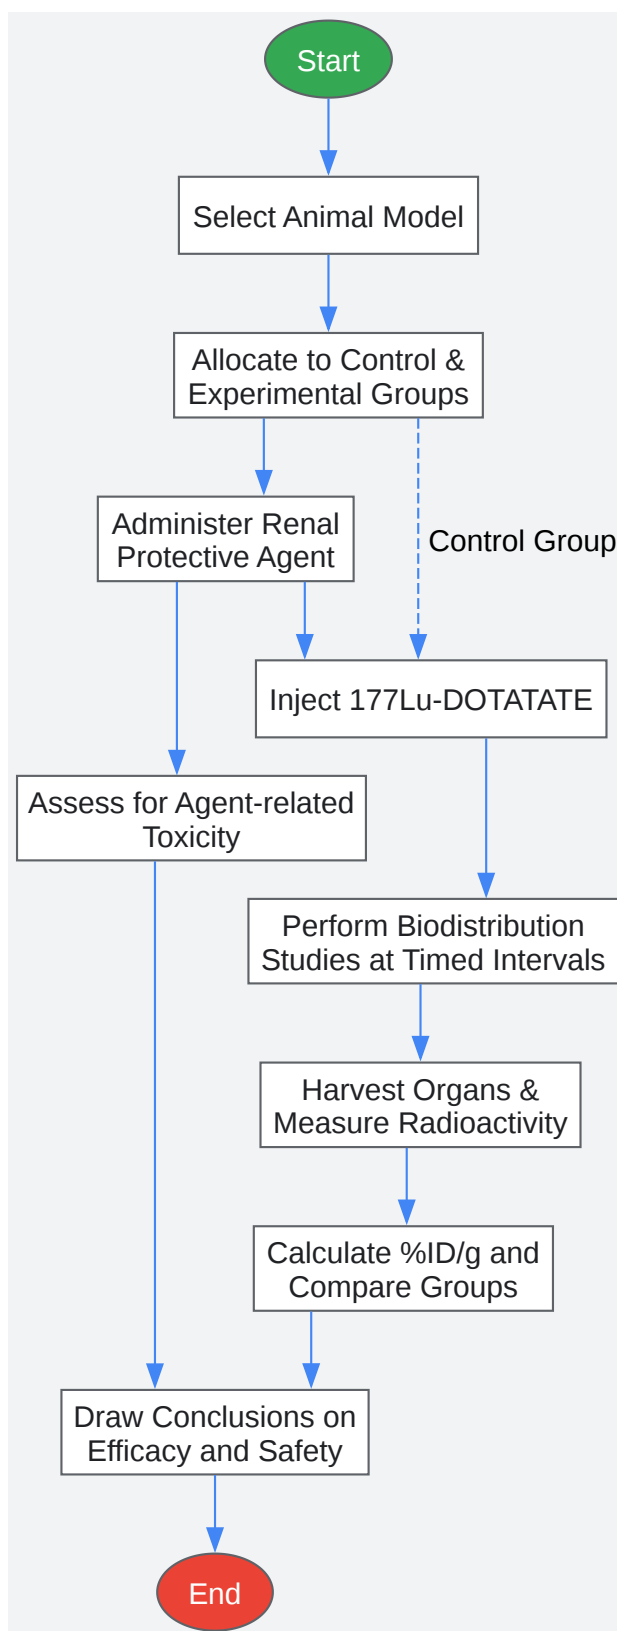 Start
Select Animal Model
Allocate to Control &
Experimental Groups
Administer Renal
Protective Agent
Control Group
Inject 177Lu-DOTATATE
Assess for Agent-related
Toxicity
Perform Biodistribution
Studies at Timed Intervals
Harvest Organs &
Measure Radioactivity
Calculate %ID/g and
Compare Groups
Draw Conclusions on
Efficacy and Safety
End